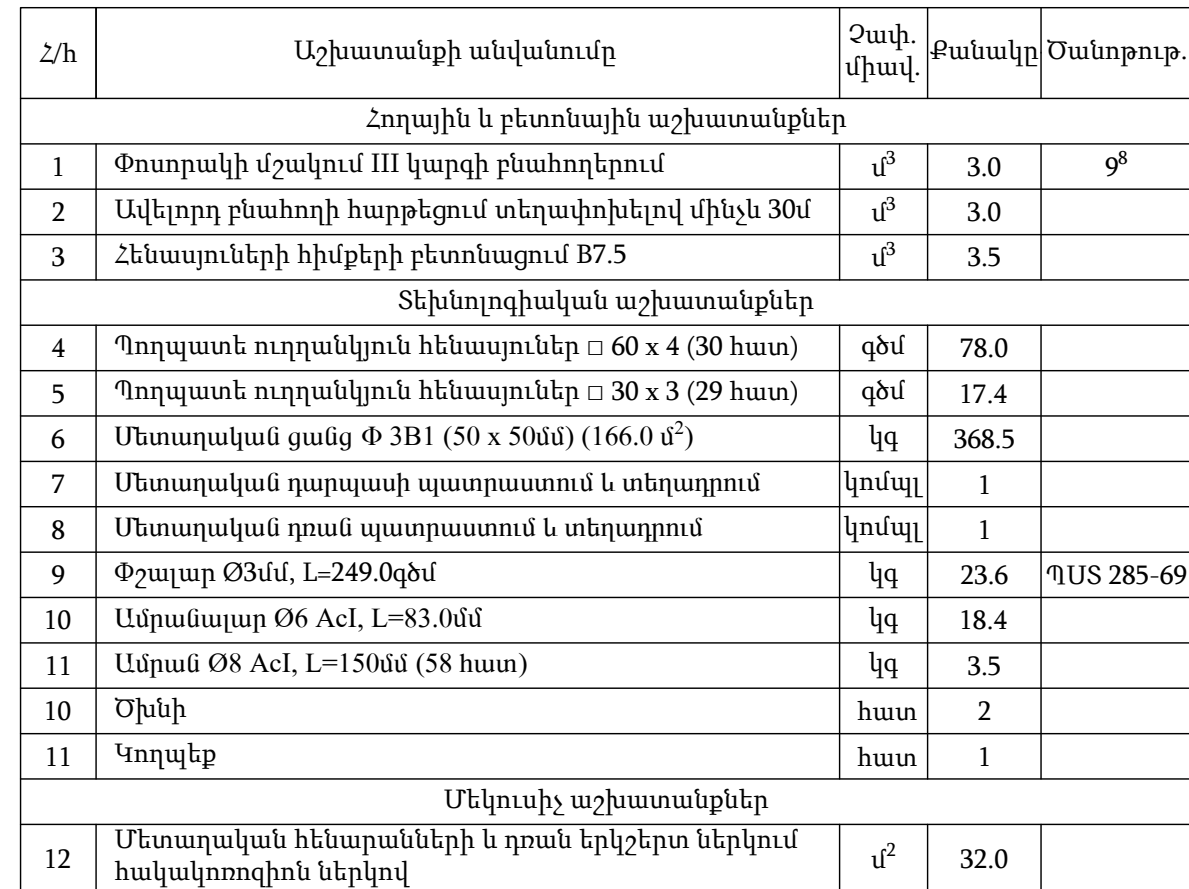 Հ/հ Աշխատանքի անվանումը Չափ. միավ. Քանակը Ծանոթութ.
Հողային և բետոնային աշխատանքներ
1 Փոսորակի մշակում III կարգի բնահողերում մ³ 3.0 9⁸
2 Ավելորդ բնահողի հարթեցում տեղափոխելով մինչև 30մ մ³ 3.0
3 Հենասյուների հիմքերի բետոնացում B7.5 մ³ 3.5
Տեխնոլոգիական աշխատանքներ
4 Պողպատե ուղղանկյուն հենասյուներ □ 60 x 4 (30 հատ) գծմ 78.0
5 Պողպատե ուղղանկյուն հենասյուներ □ 30 x 3 (29 հատ) գծմ 17.4
6 Մետաղական ցանց Ф 3B1 (50 x 50մմ) (166.0 մ²) կգ 368.5
7 Մետաղական դարպասի պատրաստում և տեղադրում կոմպլ 1
8 Մետաղական դռան պատրաստում և տեղադրում կոմպլ 1
9 Փշալար Ø3մմ, L=249.0գծմ կգ 23.6 ՊՍՏ 285-69
10 Ամրանալար Ø6 AcI, L=83.0մմ կգ 18.4
11 Ամրան Ø8 AcI, L=150մմ (58 հատ) կգ 3.5
10 Ծխնի հատ 2
11 Կողպեք հատ 1
Մեկուսիչ աշխատանքներ
12 Մետաղական հենարանների և դռան երկշերտ ներկում
հակակոռոզիոն ներկով մ² 32.0